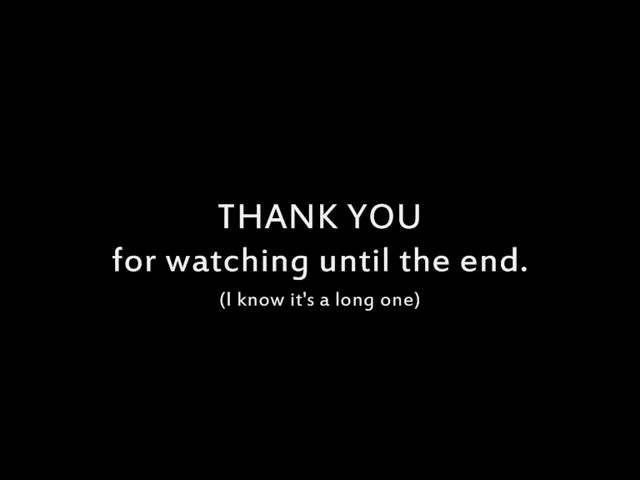 THANK YOU
for watching until the end.
(I know it's a long one)